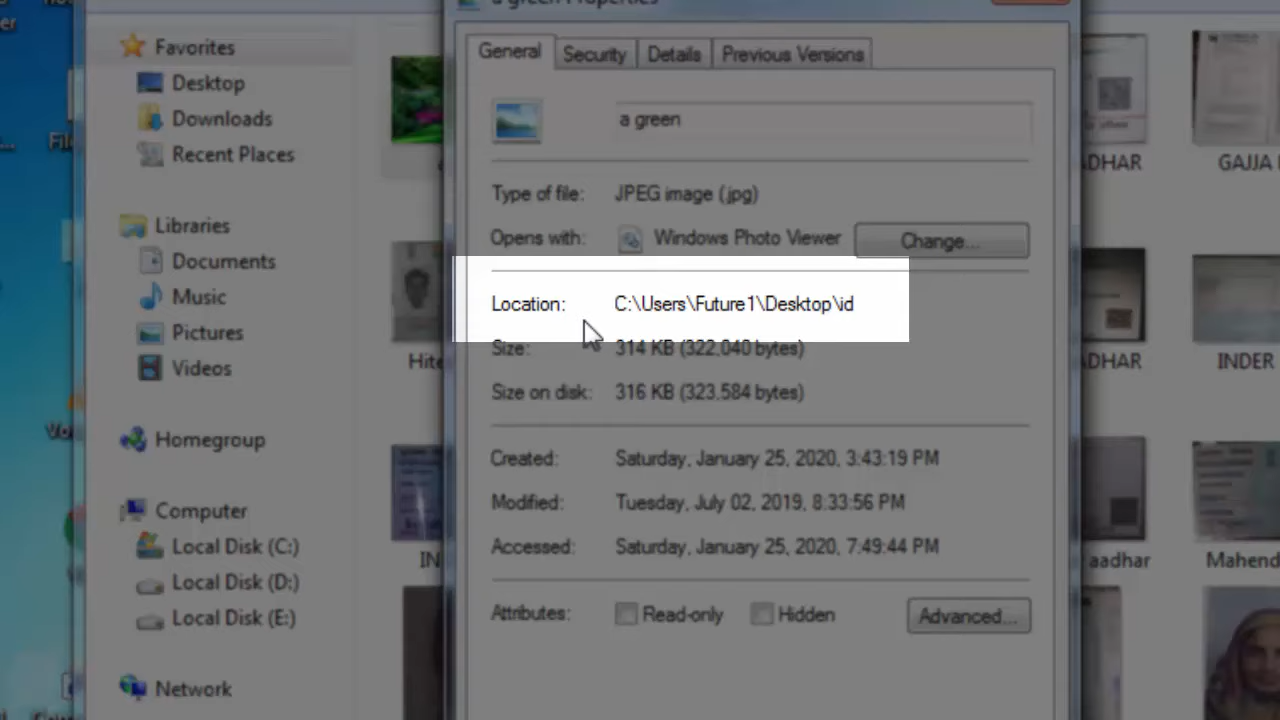 a green Properties
Favorites
Desktop
Downloads
Recent Places
Libraries
Documents
Music
Pictures
Videos
Homegroup
Computer
Local Disk (C:)
Local Disk (D:)
Local Disk (E:)
Network
General
Security
Details
Previous Versions
a green
Type of file: JPEG image (.jpg)
Opens with: Windows Photo Viewer Change...
Location: C:\Users\Future1\Desktop\id
Size: 314 KB (322,040 bytes)
Size on disk: 316 KB (323,584 bytes)
Created: Saturday, January 25, 2020, 3:43:19 PM
Modified: Tuesday, July 02, 2019, 8:33:56 PM
Accessed: Saturday, January 25, 2020, 7:49:44 PM
Attributes: Read-only Hidden Advanced...
Hite
IN
ADHAR
GAJJA
ADHAR
INDER
aadhar
Mahend